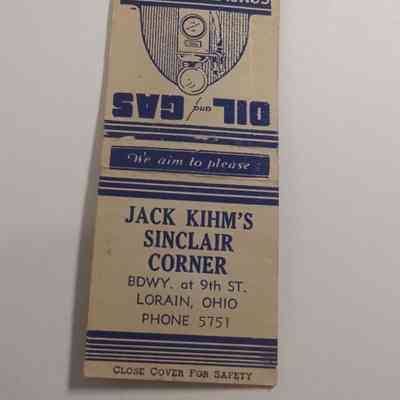 OIL and GAS
We aim to please
JACK KIHM'S
SINCLAIR
CORNER
BDWY. at 9th ST.
LORAIN, OHIO
PHONE 5751
CLOSE COVER FOR SAFETY